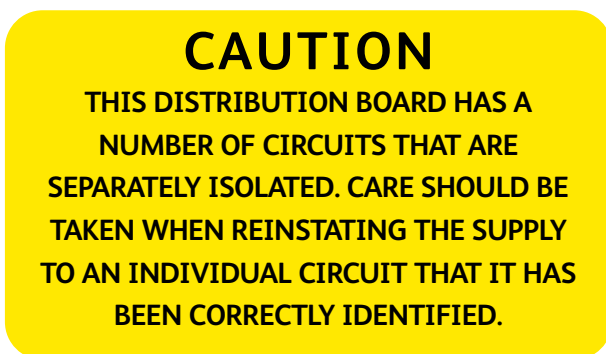 CAUTION
THIS DISTRIBUTION BOARD HAS A
NUMBER OF CIRCUITS THAT ARE
SEPARATELY ISOLATED. CARE SHOULD BE
TAKEN WHEN REINSTATING THE SUPPLY
TO AN INDIVIDUAL CIRCUIT THAT IT HAS
BEEN CORRECTLY IDENTIFIED.